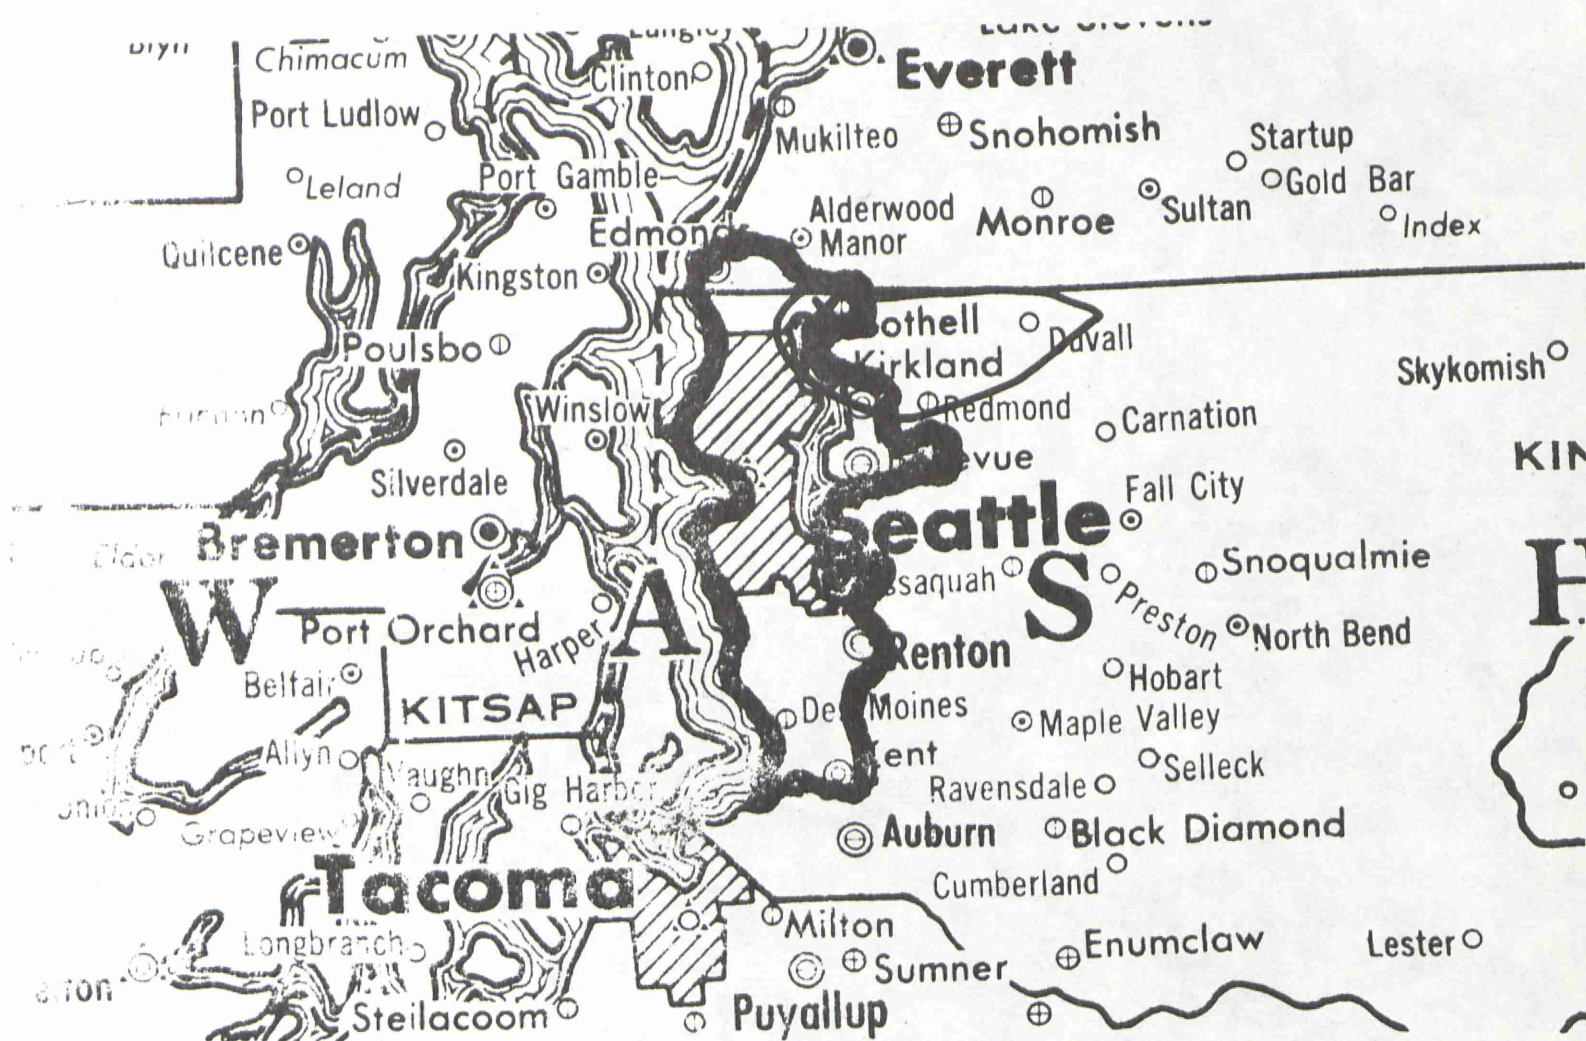 Chimacum
Clinton
Everett
Port Ludlow
Mukilteo
Snohomish
Startup
Leland
Port Gamble
Gold Bar
Alderwood
Manor
Monroe
Sultan
Index
Edmonds
Quilcene
Kingston
Bothell
Duvall
Poulsbo
Kirkland
Skykomish
Winslow
Redmond
Carnation
Silverdale
evue
KIN
Fall City
Seattle
Bremerton
Snoqualmie
W A S H
ssaquah
Preston
Port Orchard
Harper
Renton
North Bend
Belfair
Hobart
KITSAP
Des Moines
Maple Valley
Allyn
Vaughn
Kent
Selleck
Gig Harbor
Ravensdale
Grapeview
Auburn
Black Diamond
Tacoma
Cumberland
Milton
Longbranch
Enumclaw
Lester
Sumner
Steilacoom
Puyallup